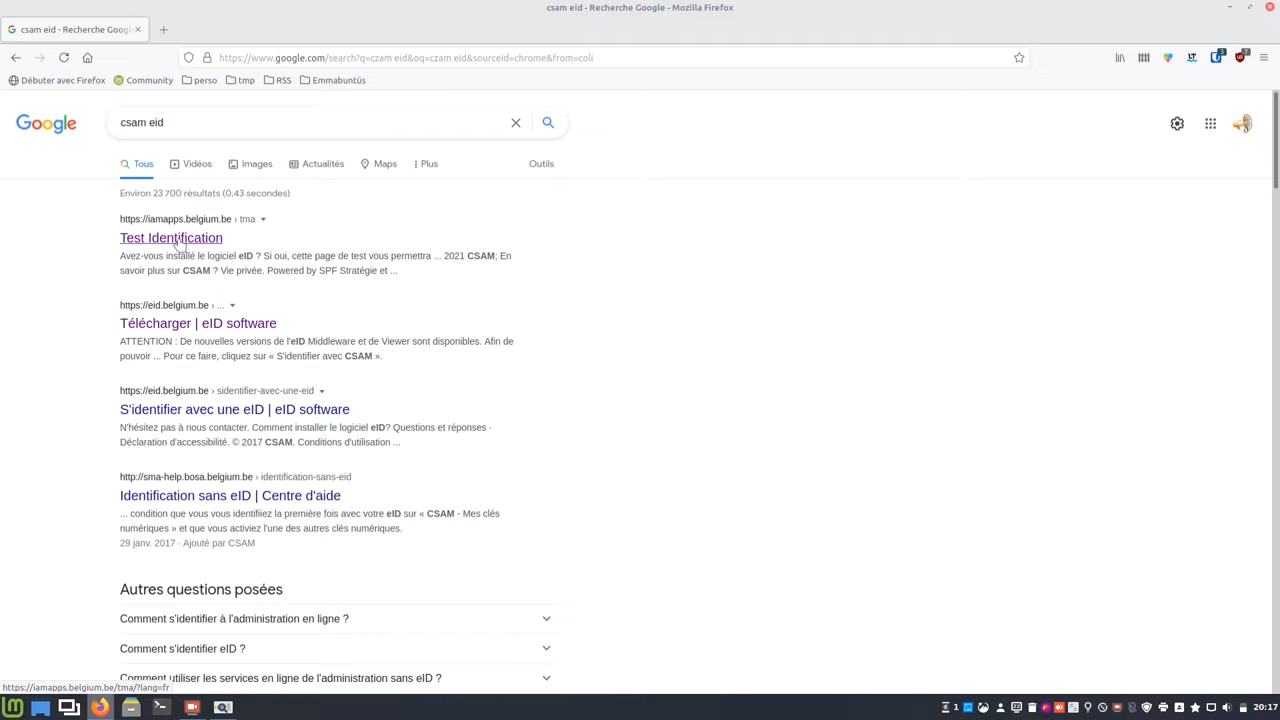 csam eid - Recherche Google - Mozilla Firefox
csam eid - Recherche Goog
https://www.google.com/search?q=czam eid&oq=czam eid&sourceid=chrome&from=coli
Débuter avec Firefox
Community
perso
tmp
RSS
Emmabuntüs
Google
csam eid
Tous
Vidéos
Images
Actualités
Maps
Plus
Outils
Environ 23 700 résultats (0,43 secondes)
https://iamapps.belgium.be › tma
Test Identification
Avez-vous installé le logiciel eID ? Si oui, cette page de test vous permettra ... 2021 CSAM; En
savoir plus sur CSAM ? Vie privée. Powered by SPF Stratégie et ...
https://eid.belgium.be › ...
Télécharger | eID software
ATTENTION : De nouvelles versions de l'eID Middleware et de Viewer sont disponibles. Afin de
pouvoir ... Pour ce faire, cliquez sur « S'identifier avec CSAM ».
https://eid.belgium.be › sidentifier-avec-une-eid
S'identifier avec une eID | eID software
N'hésitez pas à nous contacter. Comment installer le logiciel eID? Questions et réponses ·
Déclaration d'accessibilité. © 2017 CSAM. Conditions d'utilisation ...
http://sma-help.bosa.belgium.be › identification-sans-eid
Identification sans eID | Centre d'aide
... condition que vous vous identifiiez la première fois avec votre eID sur « CSAM - Mes clés
numériques » et que vous activiez l'une des autres clés numériques.
29 janv. 2017 · Ajouté par CSAM
Autres questions posées
Comment s'identifier à l'administration en ligne ?
Comment s'identifier eID ?
Comment utiliser les services en ligne de l'administration sans eID ?
https://iamapps.belgium.be/tma/?lang=fr
1
20:17